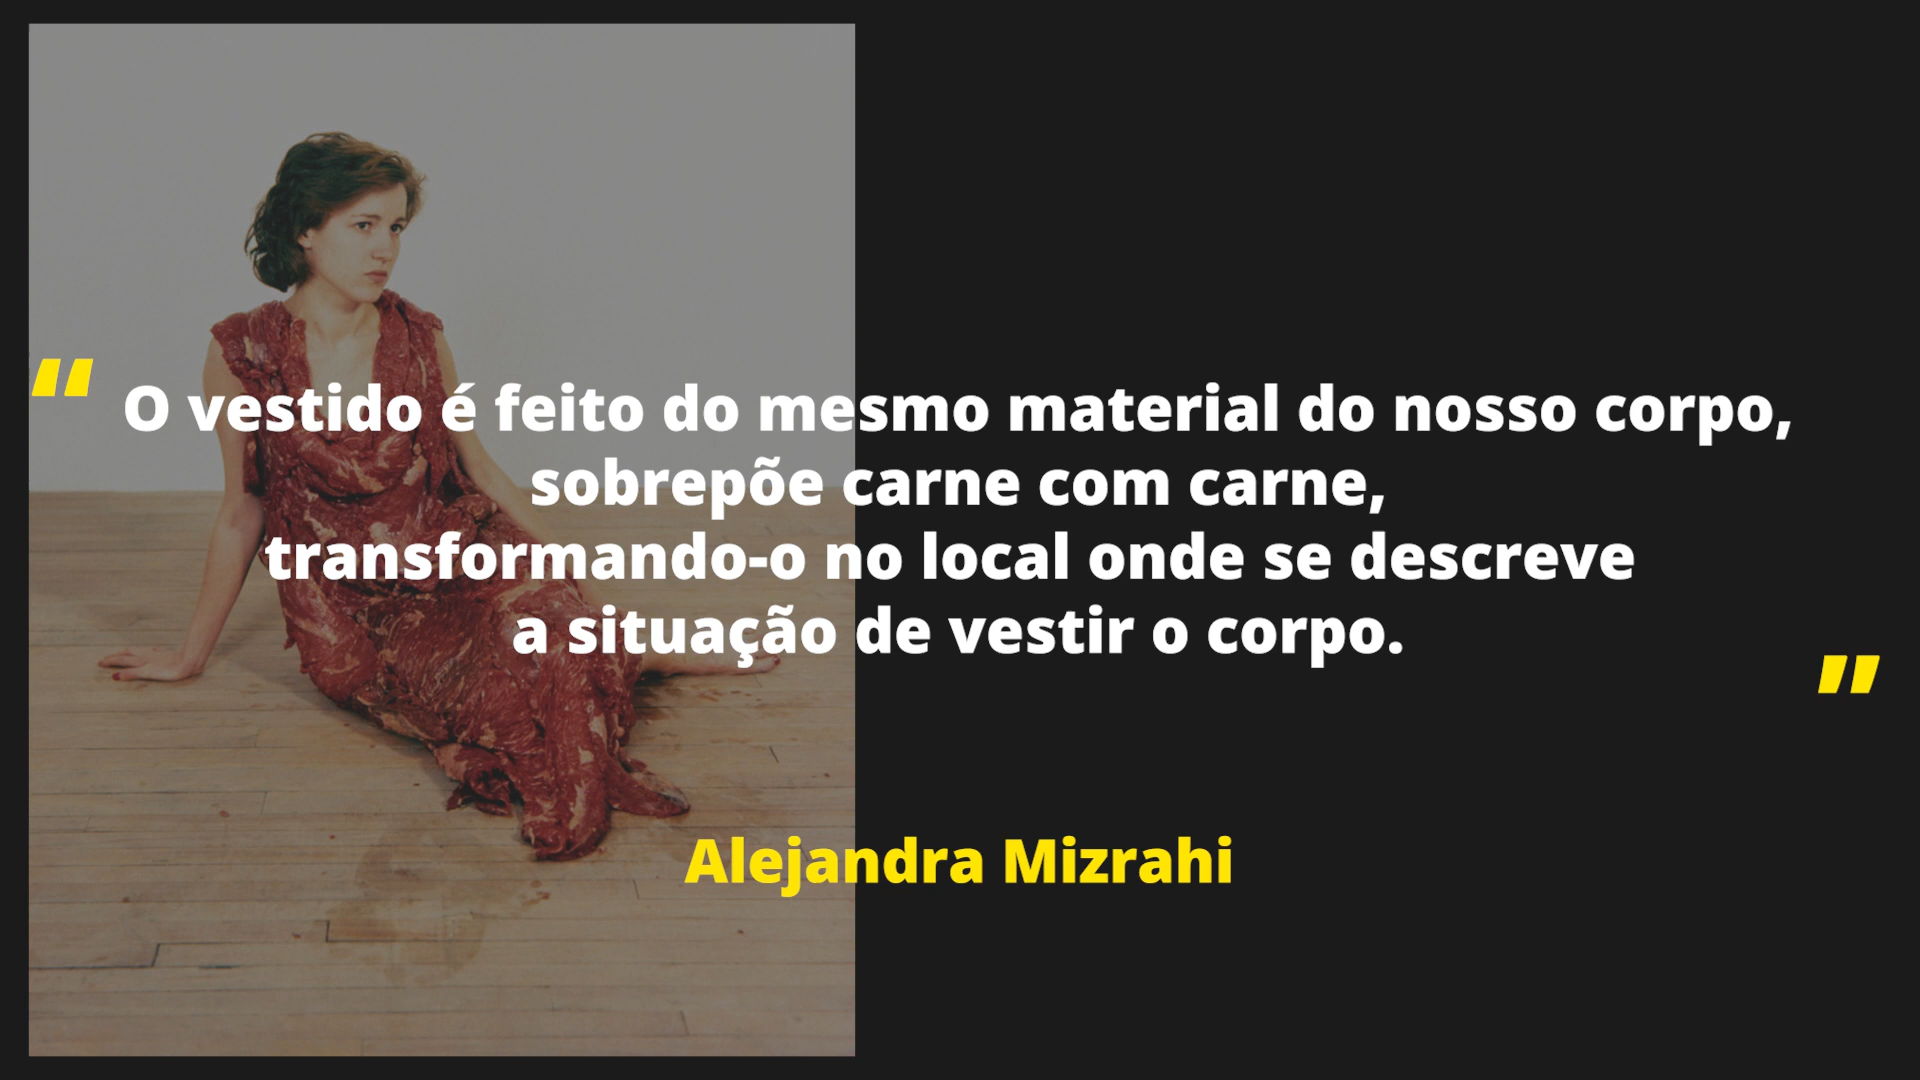 “ O vestido é feito do mesmo material do nosso corpo,
sobrepõe carne com carne,
transformando-o no local onde se descreve
a situação de vestir o corpo. ”
Alejandra Mizrahi